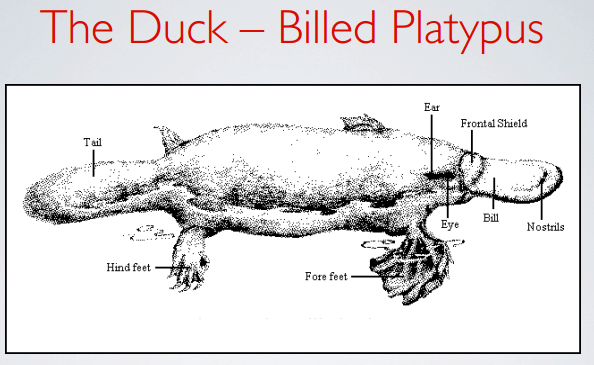 The Duck – Billed Platypus
Ear
Frontal Shield
Tail
Eye
Bill
Nostrils
Hind feet
Fore feet